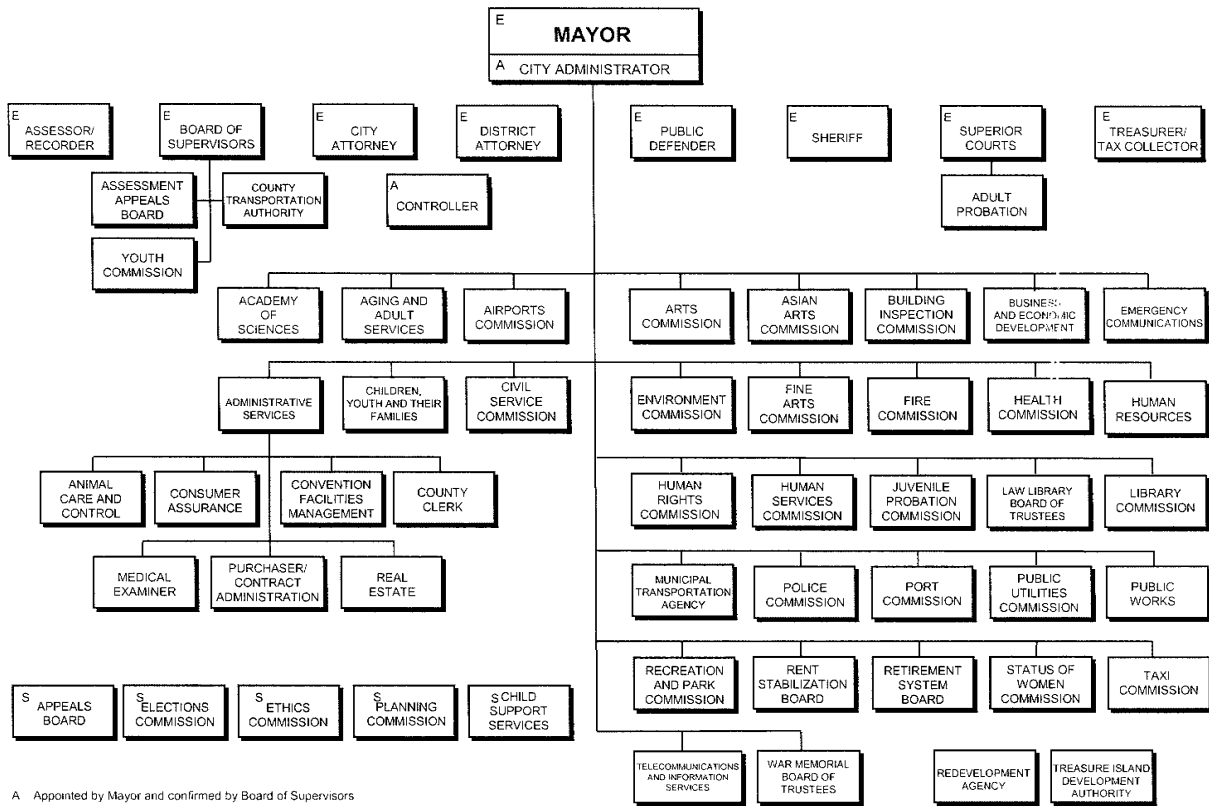 E
MAYOR
A CITY ADMINISTRATOR
E
ASSESSOR/
RECORDER
E
BOARD OF
SUPERVISORS
E
CITY
ATTORNEY
E
DISTRICT
ATTORNEY
E
PUBLIC
DEFENDER
E
SHERIFF
E
SUPERIOR
COURTS
E
TREASURER/
TAX COLLECTOR
ASSESSMENT
APPEALS
BOARD
COUNTY
TRANSPORTATION
AUTHORITY
A
CONTROLLER
ADULT
PROBATION
YOUTH
COMMISSION
ACADEMY
OF
SCIENCES
AGING AND
ADULT
SERVICES
AIRPORTS
COMMISSION
ARTS
COMMISSION
ASIAN
ARTS
COMMISSION
BUILDING
INSPECTION
COMMISSION
BUSINESS
AND ECONOMIC
DEVELOPMENT
EMERGENCY
COMMUNICATIONS
ADMINISTRATIVE
SERVICES
CHILDREN,
YOUTH AND THEIR
FAMILIES
CIVIL
SERVICE
COMMISSION
ENVIRONMENT
COMMISSION
FINE
ARTS
COMMISSION
FIRE
COMMISSION
HEALTH
COMMISSION
HUMAN
RESOURCES
ANIMAL
CARE AND
CONTROL
CONSUMER
ASSURANCE
CONVENTION
FACILITIES
MANAGEMENT
COUNTY
CLERK
HUMAN
RIGHTS
COMMISSION
HUMAN
SERVICES
COMMISSION
JUVENILE
PROBATION
COMMISSION
LAW LIBRARY
BOARD OF
TRUSTEES
LIBRARY
COMMISSION
MEDICAL
EXAMINER
PURCHASER/
CONTRACT
ADMINISTRATION
REAL
ESTATE
MUNICIPAL
TRANSPORTATION
AGENCY
POLICE
COMMISSION
PORT
COMMISSION
PUBLIC
UTILITIES
COMMISSION
PUBLIC
WORKS
RECREATION
AND PARK
COMMISSION
RENT
STABILIZATION
BOARD
RETIREMENT
SYSTEM
BOARD
STATUS OF
WOMEN
COMMISSION
TAXI
COMMISSION
S
APPEALS
BOARD
S
ELECTIONS
COMMISSION
S
ETHICS
COMMISSION
S
PLANNING
COMMISSION
S CHILD
SUPPORT
SERVICES
TELECOMMUNICATIONS
AND INFORMATION
SERVICES
WAR MEMORIAL
BOARD OF
TRUSTEES
REDEVELOPMENT
AGENCY
TREASURE ISLAND
DEVELOPMENT
AUTHORITY
A Appointed by Mayor and confirmed by Board of Supervisors